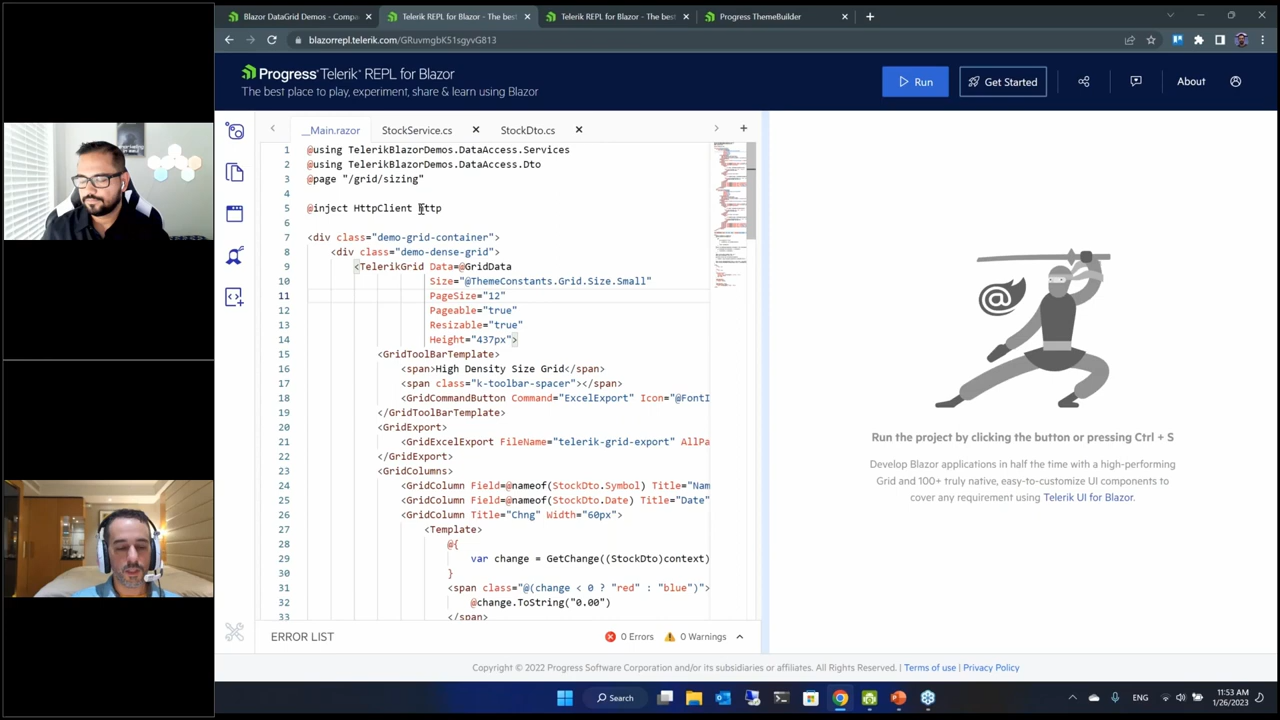 Blazor DataGrid Demos - Compa
Telerik REPL for Blazor - The best
Telerik REPL for Blazor - The bes
Progress ThemeBuilder
blazorrepl.telerik.com/GRuvmgbK51sgyvG813
Progress Telerik REPL for Blazor
The best place to play, experiment, share & learn using Blazor
Run
Get Started
About
__Main.razor
StockService.cs
StockDto.cs
1 @using TelerikBlazorDemos.DataAccess.Services
2 @using TelerikBlazorDemos.DataAccess.Dto
3 @page "/grid/sizing"
4
5 @inject HttpClient Http
6
7 <div class="demo-grid-container">
8 <div class="demo-dense-grid">
9 <TelerikGrid Data=@GridData
10 Size="@ThemeConstants.Grid.Size.Small"
11 PageSize="12"
12 Pageable="true"
13 Resizable="true"
14 Height="437px">
15 <GridToolBarTemplate>
16 <span>High Density Size Grid</span>
17 <span class="k-toolbar-spacer"></span>
18 <GridCommandButton Command="ExcelExport" Icon="@FontI
19 </GridToolBarTemplate>
20 <GridExport>
21 <GridExcelExport FileName="telerik-grid-export" AllPa
22 </GridExport>
23 <GridColumns>
24 <GridColumn Field=@nameof(StockDto.Symbol) Title="Nam
25 <GridColumn Field=@nameof(StockDto.Date) Title="Date"
26 <GridColumn Title="Chng" Width="60px">
27 <Template>
28 @{
29 var change = GetChange((StockDto)context)
30 }
31 <span class="@(change < 0 ? "red" : "blue")">
32 @change.ToString("0.00")
33 </span>
Run the project by clicking the button or pressing Ctrl + S
Develop Blazor applications in half the time with a high-performing
Grid and 100+ truly native, easy-to-customize UI components to
cover any requirement using Telerik UI for Blazor.
ERROR LIST
0 Errors
0 Warnings
Copyright © 2022 Progress Software Corporation and/or its subsidiaries or affiliates. All Rights Reserved. | Terms of use | Privacy Policy
Search
ENG
11:53 AM
1/26/2023